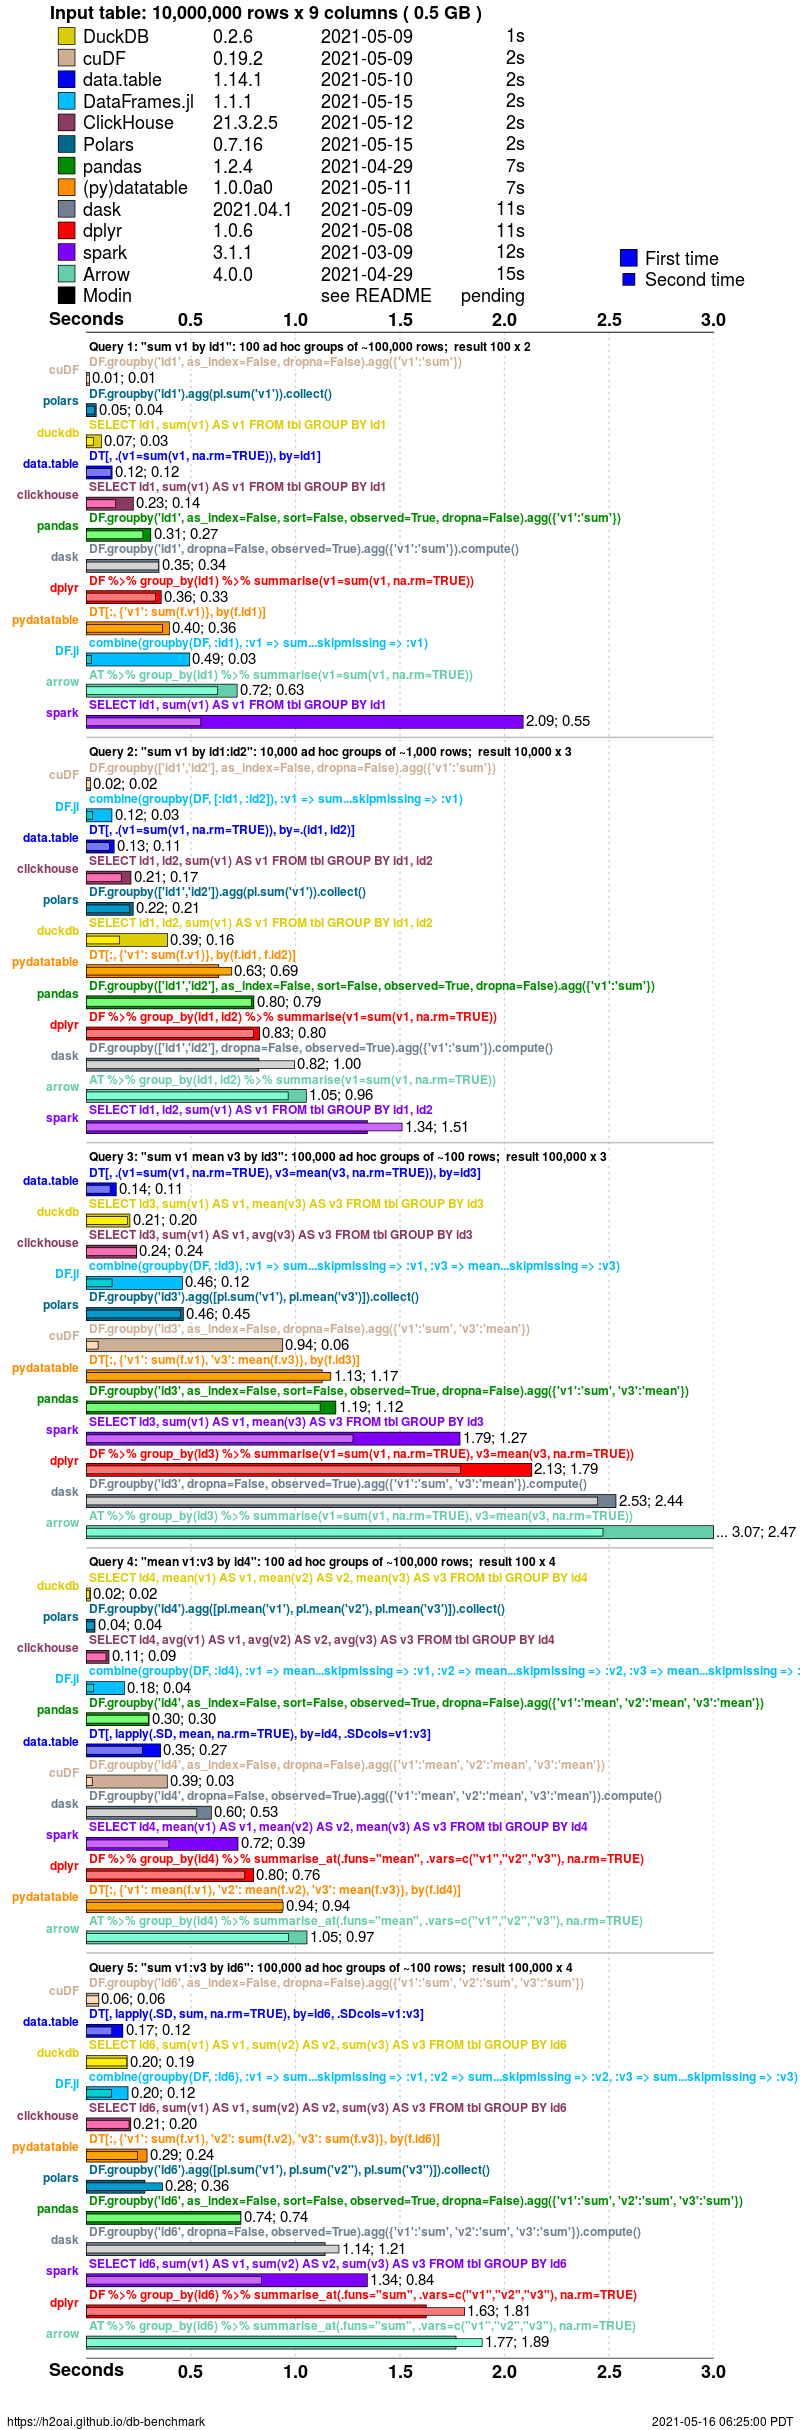 Input table: 10,000,000 rows x 9 columns ( 0.5 GB )
DuckDB 0.2.6 2021-05-09 1s
cuDF 0.19.2 2021-05-09 2s
data.table 1.14.1 2021-05-10 2s
DataFrames.jl 1.1.1 2021-05-15 2s
ClickHouse 21.3.2.5 2021-05-12 2s
Polars 0.7.16 2021-05-15 2s
pandas 1.2.4 2021-04-29 7s
(py)datatable 1.0.0a0 2021-05-11 7s
dask 2021.04.1 2021-05-09 11s
dplyr 1.0.6 2021-05-08 11s
spark 3.1.1 2021-03-09 12s
Arrow 4.0.0 2021-04-29 15s
Modin see README pending
First time
Second time
Seconds 0.5 1.0 1.5 2.0 2.5 3.0
Query 1: "sum v1 by id1": 100 ad hoc groups of ~100,000 rows; result 100 x 2
DF.groupby('id1', as_index=False, dropna=False).agg({'v1':'sum'})
cuDF 0.01; 0.01
DF.groupby('id1').agg(pl.sum('v1')).collect()
polars 0.05; 0.04
SELECT id1, sum(v1) AS v1 FROM tbl GROUP BY id1
duckdb 0.07; 0.03
DT[, .(v1=sum(v1, na.rm=TRUE)), by=id1]
data.table 0.12; 0.12
SELECT id1, sum(v1) AS v1 FROM tbl GROUP BY id1
clickhouse 0.23; 0.14
DF.groupby('id1', as_index=False, sort=False, observed=True, dropna=False).agg({'v1':'sum'})
pandas 0.31; 0.27
DF.groupby('id1', dropna=False, observed=True).agg({'v1':'sum'}).compute()
dask 0.35; 0.34
DF %>% group_by(id1) %>% summarise(v1=sum(v1, na.rm=TRUE))
dplyr 0.36; 0.33
DT[:, {'v1': sum(f.v1)}, by(f.id1)]
pydatatable 0.40; 0.36
combine(groupby(DF, :id1), :v1 => sum...skipmissing => :v1)
DF.jl 0.49; 0.03
AT %>% group_by(id1) %>% summarise(v1=sum(v1, na.rm=TRUE))
arrow 0.72; 0.63
SELECT id1, sum(v1) AS v1 FROM tbl GROUP BY id1
spark 2.09; 0.55
Query 2: "sum v1 by id1:id2": 10,000 ad hoc groups of ~1,000 rows; result 10,000 x 3
DF.groupby(['id1','id2'], as_index=False, dropna=False).agg({'v1':'sum'})
cuDF 0.02; 0.02
combine(groupby(DF, [:id1, :id2]), :v1 => sum...skipmissing => :v1)
DF.jl 0.12; 0.03
DT[, .(v1=sum(v1, na.rm=TRUE)), by=.(id1, id2)]
data.table 0.13; 0.11
SELECT id1, id2, sum(v1) AS v1 FROM tbl GROUP BY id1, id2
clickhouse 0.21; 0.17
DF.groupby(['id1','id2']).agg(pl.sum('v1')).collect()
polars 0.22; 0.21
SELECT id1, id2, sum(v1) AS v1 FROM tbl GROUP BY id1, id2
duckdb 0.39; 0.16
DT[:, {'v1': sum(f.v1)}, by(f.id1, f.id2)]
pydatatable 0.63; 0.69
DF.groupby(['id1','id2'], as_index=False, sort=False, observed=True, dropna=False).agg({'v1':'sum'})
pandas 0.80; 0.79
DF %>% group_by(id1, id2) %>% summarise(v1=sum(v1, na.rm=TRUE))
dplyr 0.83; 0.80
DF.groupby(['id1','id2'], dropna=False, observed=True).agg({'v1':'sum'}).compute()
dask 0.82; 1.00
AT %>% group_by(id1, id2) %>% summarise(v1=sum(v1, na.rm=TRUE))
arrow 1.05; 0.96
SELECT id1, id2, sum(v1) AS v1 FROM tbl GROUP BY id1, id2
spark 1.34; 1.51
Query 3: "sum v1 mean v3 by id3": 100,000 ad hoc groups of ~100 rows; result 100,000 x 3
DT[, .(v1=sum(v1, na.rm=TRUE), v3=mean(v3, na.rm=TRUE)), by=id3]
data.table 0.14; 0.11
SELECT id3, sum(v1) AS v1, mean(v3) AS v3 FROM tbl GROUP BY id3
duckdb 0.21; 0.20
SELECT id3, sum(v1) AS v1, avg(v3) AS v3 FROM tbl GROUP BY id3
clickhouse 0.24; 0.24
combine(groupby(DF, :id3), :v1 => sum...skipmissing => :v1, :v3 => mean...skipmissing => :v3)
DF.jl 0.46; 0.12
DF.groupby('id3').agg([pl.sum('v1'), pl.mean('v3')]).collect()
polars 0.46; 0.45
DF.groupby('id3', as_index=False, dropna=False).agg({'v1':'sum', 'v3':'mean'})
cuDF 0.94; 0.06
DT[:, {'v1': sum(f.v1), 'v3': mean(f.v3)}, by(f.id3)]
pydatatable 1.13; 1.17
DF.groupby('id3', as_index=False, sort=False, observed=True, dropna=False).agg({'v1':'sum', 'v3':'mean'})
pandas 1.19; 1.12
SELECT id3, sum(v1) AS v1, mean(v3) AS v3 FROM tbl GROUP BY id3
spark 1.79; 1.27
DF %>% group_by(id3) %>% summarise(v1=sum(v1, na.rm=TRUE), v3=mean(v3, na.rm=TRUE))
dplyr 2.13; 1.79
DF.groupby('id3', dropna=False, observed=True).agg({'v1':'sum', 'v3':'mean'}).compute()
dask 2.53; 2.44
AT %>% group_by(id3) %>% summarise(v1=sum(v1, na.rm=TRUE), v3=mean(v3, na.rm=TRUE))
arrow ... 3.07; 2.47
Query 4: "mean v1:v3 by id4": 100 ad hoc groups of ~100,000 rows; result 100 x 4
SELECT id4, mean(v1) AS v1, mean(v2) AS v2, mean(v3) AS v3 FROM tbl GROUP BY id4
duckdb 0.02; 0.02
DF.groupby('id4').agg([pl.mean('v1'), pl.mean('v2'), pl.mean('v3')]).collect()
polars 0.04; 0.04
SELECT id4, avg(v1) AS v1, avg(v2) AS v2, avg(v3) AS v3 FROM tbl GROUP BY id4
clickhouse 0.11; 0.09
combine(groupby(DF, :id4), :v1 => mean...skipmissing => :v1, :v2 => mean...skipmissing => :v2, :v3 => mean...skipmissing => :
DF.jl 0.18; 0.04
DF.groupby('id4', as_index=False, sort=False, observed=True, dropna=False).agg({'v1':'mean', 'v2':'mean', 'v3':'mean'})
pandas 0.30; 0.30
DT[, lapply(.SD, mean, na.rm=TRUE), by=id4, .SDcols=v1:v3]
data.table 0.35; 0.27
DF.groupby('id4', as_index=False, dropna=False).agg({'v1':'mean', 'v2':'mean', 'v3':'mean'})
cuDF 0.39; 0.03
DF.groupby('id4', dropna=False, observed=True).agg({'v1':'mean', 'v2':'mean', 'v3':'mean'}).compute()
dask 0.60; 0.53
SELECT id4, mean(v1) AS v1, mean(v2) AS v2, mean(v3) AS v3 FROM tbl GROUP BY id4
spark 0.72; 0.39
DF %>% group_by(id4) %>% summarise_at(.funs="mean", .vars=c("v1","v2","v3"), na.rm=TRUE)
dplyr 0.80; 0.76
DT[:, {'v1': mean(f.v1), 'v2': mean(f.v2), 'v3': mean(f.v3)}, by(f.id4)]
pydatatable 0.94; 0.94
AT %>% group_by(id4) %>% summarise_at(.funs="mean", .vars=c("v1","v2","v3"), na.rm=TRUE)
arrow 1.05; 0.97
Query 5: "sum v1:v3 by id6": 100,000 ad hoc groups of ~100 rows; result 100,000 x 4
DF.groupby('id6', as_index=False, dropna=False).agg({'v1':'sum', 'v2':'sum', 'v3':'sum'})
cuDF 0.06; 0.06
DT[, lapply(.SD, sum, na.rm=TRUE), by=id6, .SDcols=v1:v3]
data.table 0.17; 0.12
SELECT id6, sum(v1) AS v1, sum(v2) AS v2, sum(v3) AS v3 FROM tbl GROUP BY id6
duckdb 0.20; 0.19
combine(groupby(DF, :id6), :v1 => sum...skipmissing => :v1, :v2 => sum...skipmissing => :v2, :v3 => sum...skipmissing => :v3)
DF.jl 0.20; 0.12
SELECT id6, sum(v1) AS v1, sum(v2) AS v2, sum(v3) AS v3 FROM tbl GROUP BY id6
clickhouse 0.21; 0.20
DT[:, {'v1': sum(f.v1), 'v2': sum(f.v2), 'v3': sum(f.v3)}, by(f.id6)]
pydatatable 0.29; 0.24
DF.groupby('id6').agg([pl.sum('v1'), pl.sum('v2''), pl.sum('v3'')]).collect()
polars 0.28; 0.36
DF.groupby('id6', as_index=False, sort=False, observed=True, dropna=False).agg({'v1':'sum', 'v2':'sum', 'v3':'sum'})
pandas 0.74; 0.74
DF.groupby('id6', dropna=False, observed=True).agg({'v1':'sum', 'v2':'sum', 'v3':'sum'}).compute()
dask 1.14; 1.21
SELECT id6, sum(v1) AS v1, sum(v2) AS v2, sum(v3) AS v3 FROM tbl GROUP BY id6
spark 1.34; 0.84
DF %>% group_by(id6) %>% summarise_at(.funs="sum", .vars=c("v1","v2","v3"), na.rm=TRUE)
dplyr 1.63; 1.81
AT %>% group_by(id6) %>% summarise_at(.funs="sum", .vars=c("v1","v2","v3"), na.rm=TRUE)
arrow 1.77; 1.89
Seconds 0.5 1.0 1.5 2.0 2.5 3.0
https://h2oai.github.io/db-benchmark 2021-05-16 06:25:00 PDT